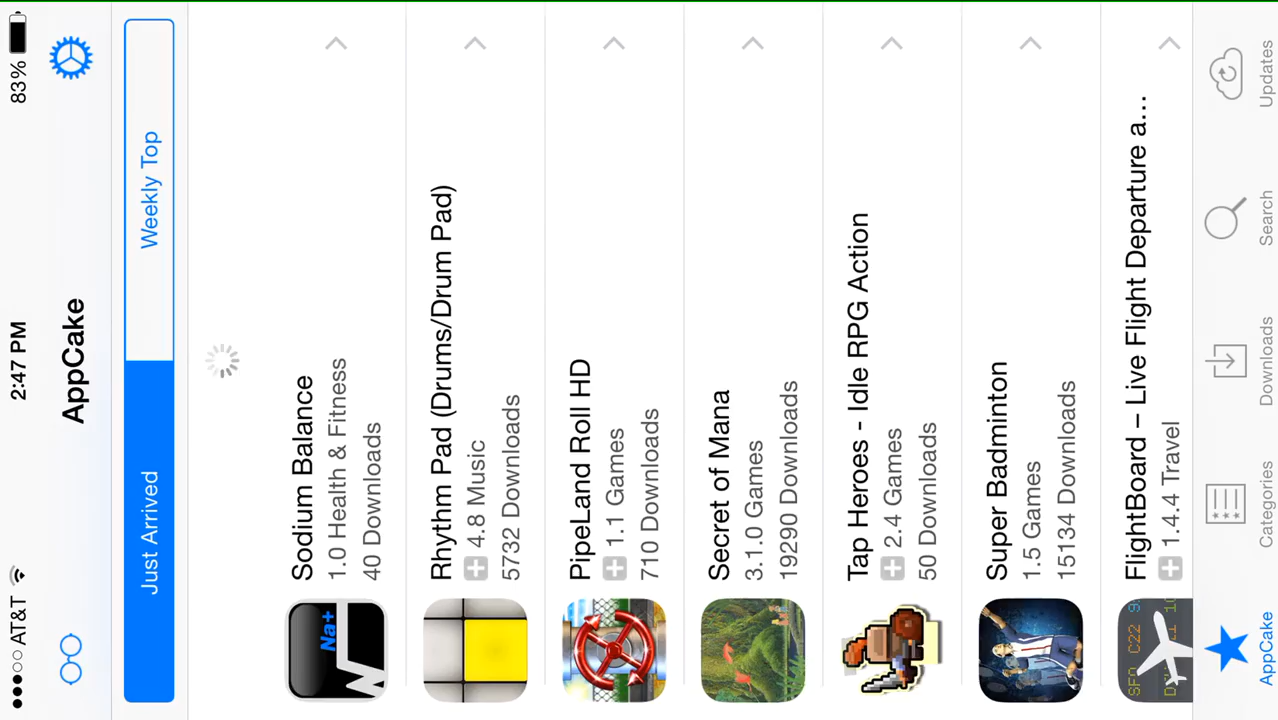 AT&T
2:47 PM
83%
AppCake
Just Arrived
Weekly Top
Na+
Sodium Balance
1.0 Health & Fitness
40 Downloads
Rhythm Pad (Drums/Drum Pad)
4.8 Music
5732 Downloads
PipeLand Roll HD
1.1 Games
710 Downloads
Secret of Mana
3.1.0 Games
19290 Downloads
Tap Heroes - Idle RPG Action
2.4 Games
50 Downloads
Super Badminton
1.5 Games
15134 Downloads
SFO C22
FlightBoard – Live Flight Departure a...
1.4.4 Travel
AppCake
Categories
Downloads
Search
Updates